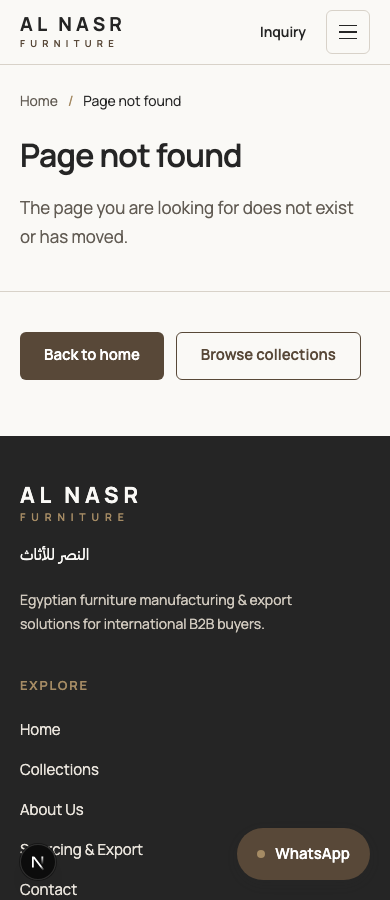 AL NASR
FURNITURE
Inquiry
Home / Page not found
Page not found
The page you are looking for does not exist
or has moved.
Back to home
Browse collections
AL NASR
FURNITURE
النصر للأثاث
Egyptian furniture manufacturing & export
solutions for international B2B buyers.
EXPLORE
Home
Collections
About Us
Sourcing & Export
N
WhatsApp
Contact